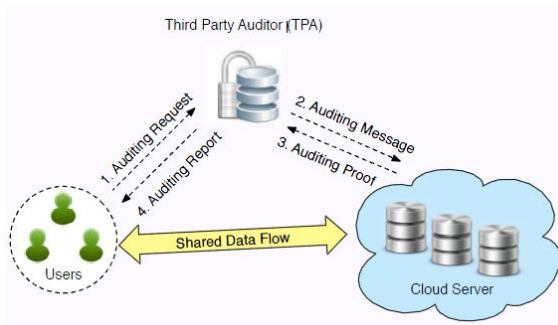 Third Party Auditor (TPA)
1. Auditing Request
4. Auditing Report
2. Auditing Message
3. Auditing Proof
Shared Data Flow
Users
Cloud Server